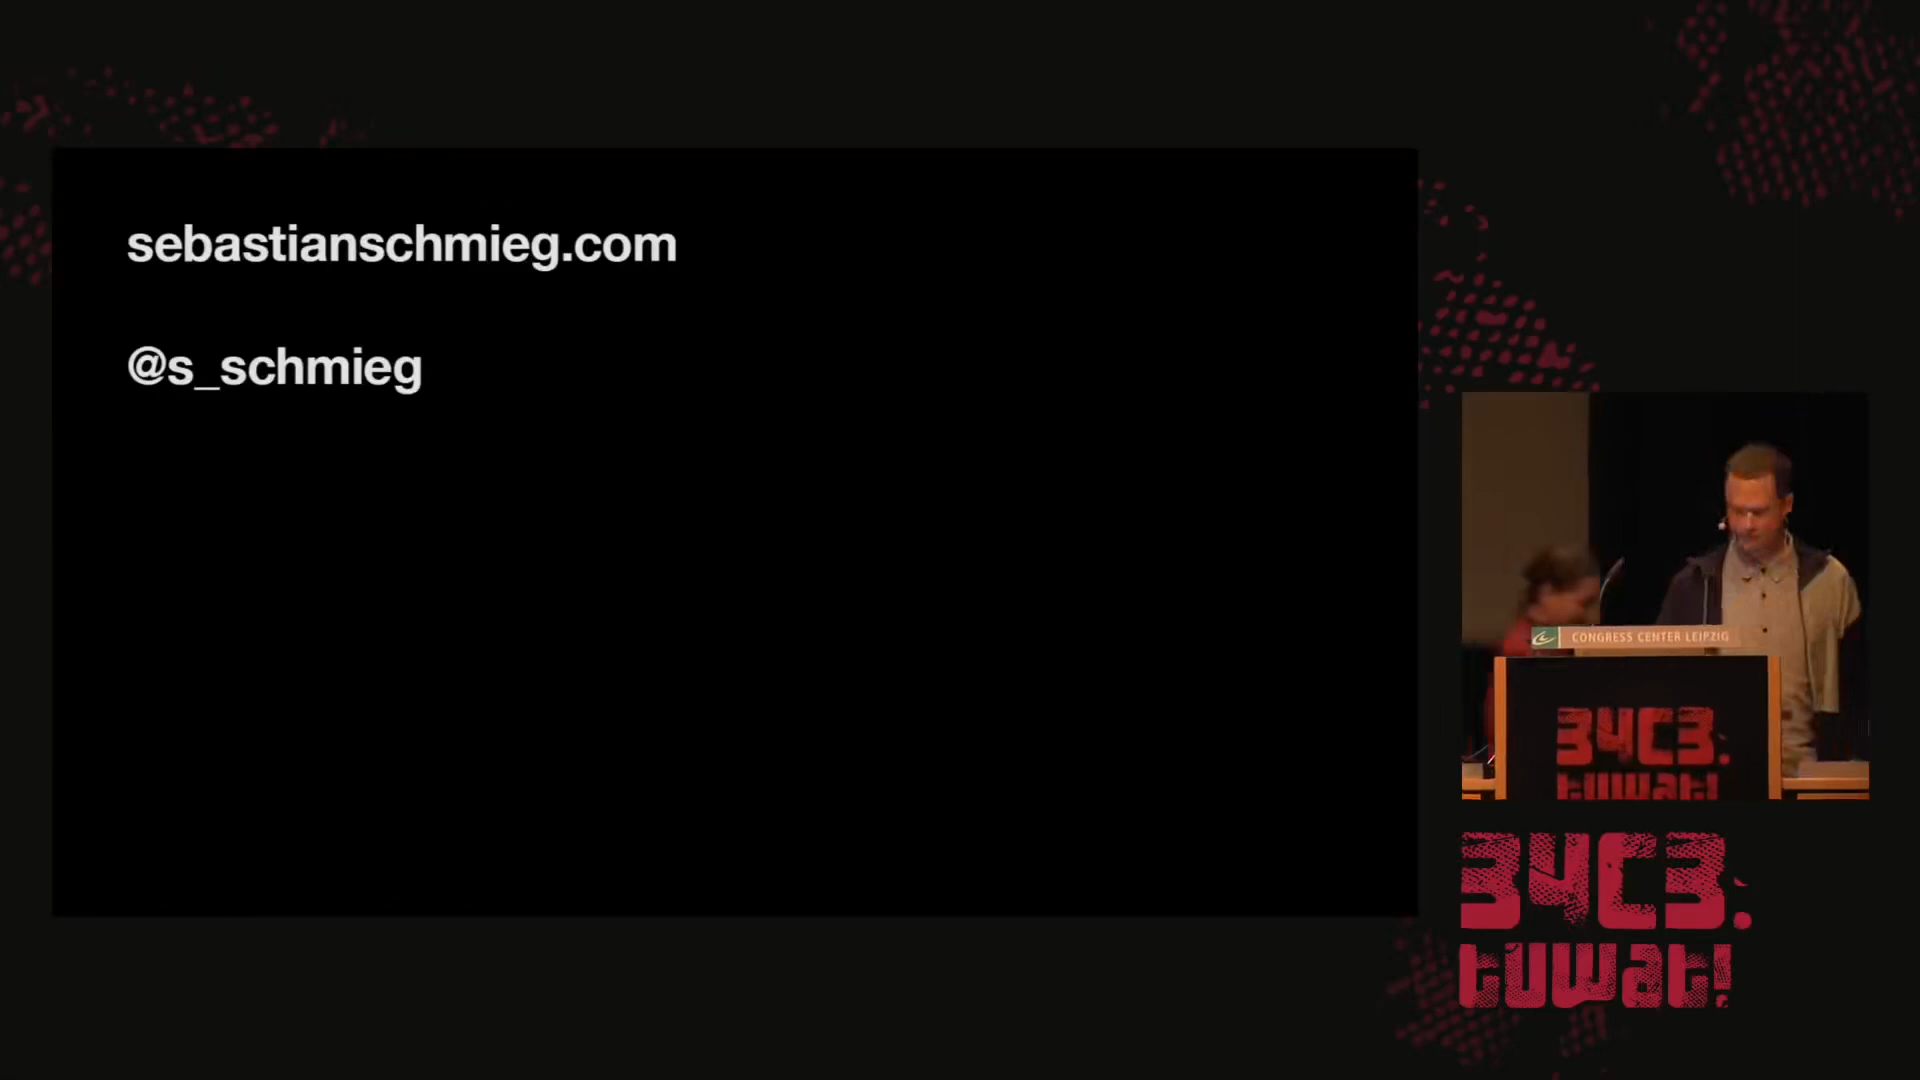 sebastianschmieg.com
@s_schmieg
CONGRESS CENTER LEIPZIG
34C3.
tuwat!
34C3.
tuwat!